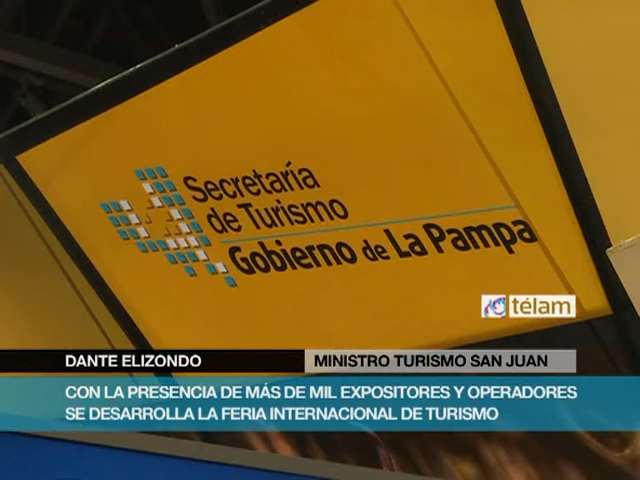 Secretaría
de Turismo
Gobierno de La Pampa
télam
DANTE ELIZONDO
MINISTRO TURISMO SAN JUAN
CON LA PRESENCIA DE MÁS DE MIL EXPOSITORES Y OPERADORES
SE DESARROLLA LA FERIA INTERNACIONAL DE TURISMO